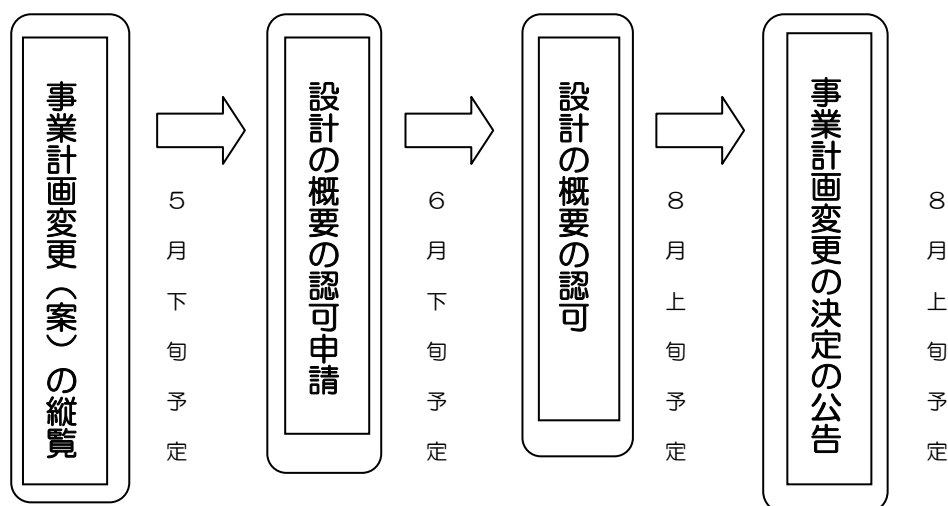 事業計画変更（案）の縦覧
５月下旬予定
設計の概要の認可申請
６月下旬予定
設計の概要の認可
８月上旬予定
事業計画変更の決定の公告
８月上旬予定